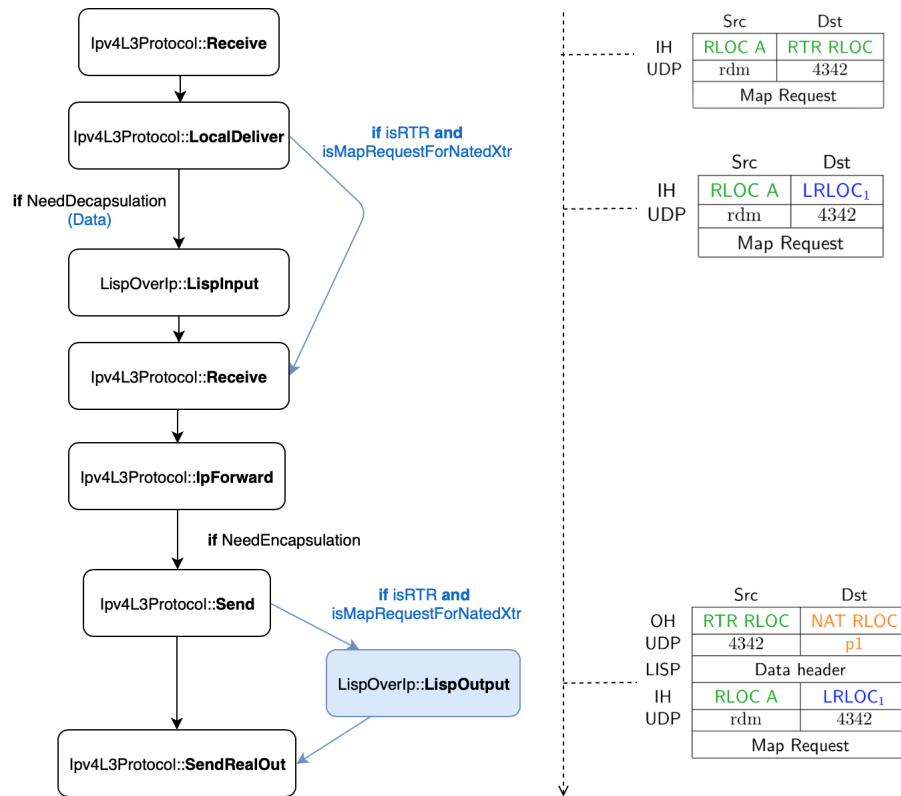 Ipv4L3Protocol::Receive
Ipv4L3Protocol::LocalDeliver
if isRTR and
isMapRequestForNatedXtr
if NeedDecapsulation
(Data)
LispOverIp::LispInput
Ipv4L3Protocol::Receive
Ipv4L3Protocol::IpForward
if NeedEncapsulation
Ipv4L3Protocol::Send
if isRTR and
isMapRequestForNatedXtr
LispOverIp::LispOutput
Ipv4L3Protocol::SendRealOut
Src Dst
IH RLOC A RTR RLOC
UDP rdm 4342
Map Request
Src Dst
IH RLOC A LRLOC₁
UDP rdm 4342
Map Request
Src Dst
OH RTR RLOC NAT RLOC
UDP 4342 p1
LISP Data header
IH RLOC A LRLOC₁
UDP rdm 4342
Map Request